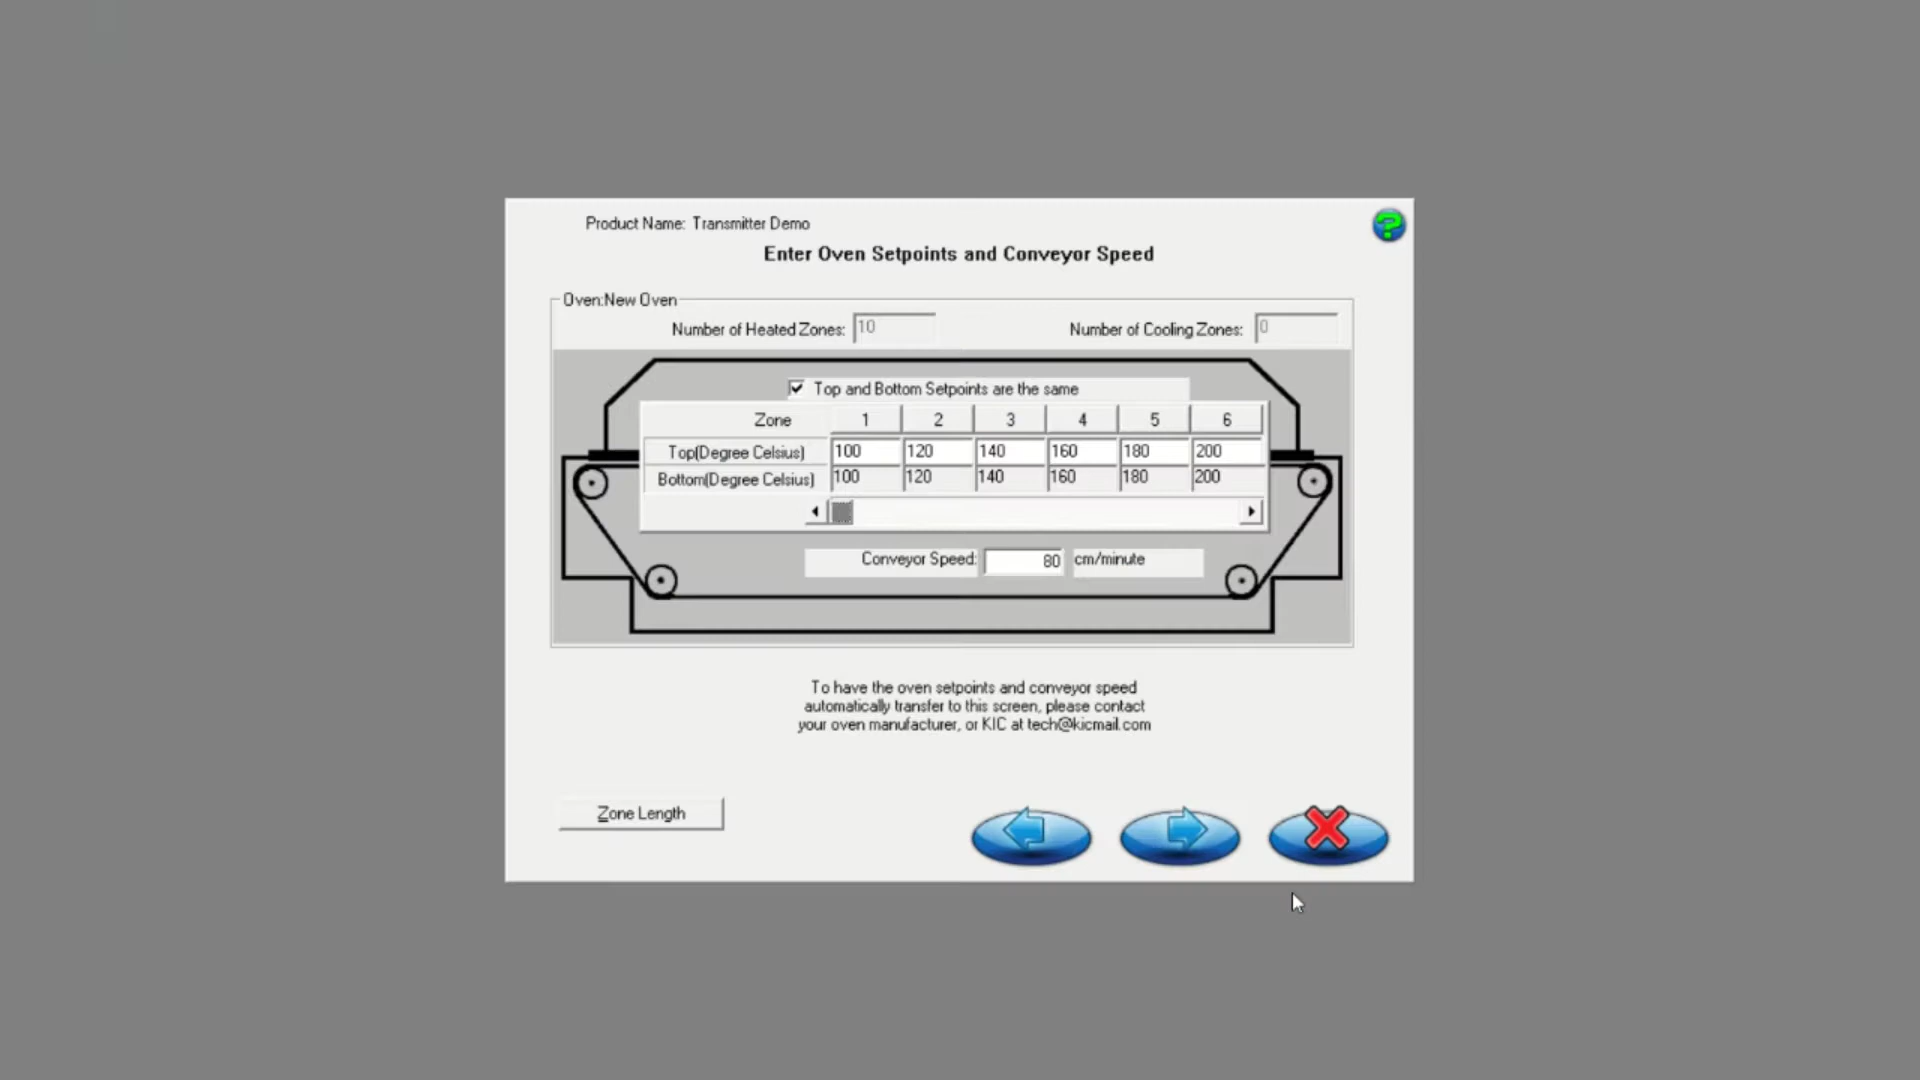 Product Name: Transmitter Demo
Enter Oven Setpoints and Conveyor Speed
Oven:New Oven
Number of Heated Zones: 10 Number of Cooling Zones: 0
Top and Bottom Setpoints are the same
Zone 1 2 3 4 5 6
Top(Degree Celsius) 100 120 140 160 180 200
Bottom(Degree Celsius) 100 120 140 160 180 200
Conveyor Speed: 80 cm/minute
To have the oven setpoints and conveyor speed
automatically transfer to this screen, please contact
your oven manufacturer, or KIC at tech@kicmail.com
Zone Length